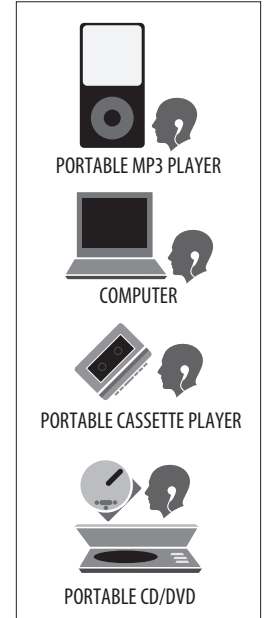 PORTABLE MP3 PLAYER
COMPUTER
PORTABLE CASSETTE PLAYER
PORTABLE CD/DVD